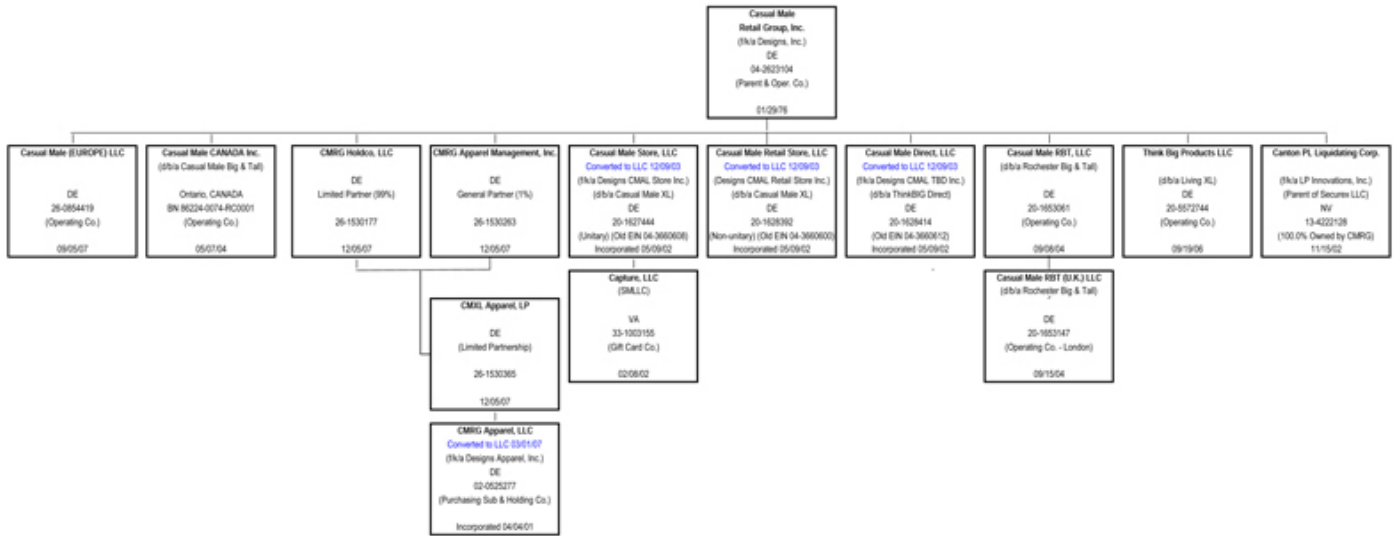 Casual Male
Retail Group, Inc.
(f/k/a Designs, Inc.)
DE
04-2623104
(Parent & Oper. Co.)
01/29/76
Casual Male (EUROPE) LLC
DE
26-0854419
(Operating Co.)
09/05/07
Casual Male CANADA Inc.
(d/b/a Casual Male Big & Tall)
Ontario, CANADA
BN 86224-0074-RC0001
(Operating Co.)
05/07/04
CMRG Holdco, LLC
DE
Limited Partner (99%)
26-1530177
12/05/07
CMRG Apparel Management, Inc.
DE
General Partner (1%)
26-1530263
12/05/07
Casual Male Store, LLC
Converted to LLC 12/09/03
(f/k/a Designs CMAL Store Inc.)
(d/b/a Casual Male XL)
DE
20-1627444
(Unitary) (Old EIN 04-3660608)
Incorporated 05/09/02
Casual Male Retail Store, LLC
Converted to LLC 12/09/03
(Designs CMAL Retail Store Inc.)
(d/b/a Casual Male XL)
DE
20-1628392
(Non-unitary) (Old EIN 04-3660600)
Incorporated 05/09/02
Casual Male Direct, LLC
Converted to LLC 12/09/03
(f/k/a Designs CMAL TBD Inc.)
(d/b/a ThinkBIG Direct)
DE
20-1628414
(Old EIN 04-3660612)
Incorporated 05/09/02
Casual Male RBT, LLC
(d/b/a Rochester Big & Tall)
DE
20-1653061
(Operating Co.)
09/08/04
Think Big Products LLC
(d/b/a Living XL)
DE
20-5572744
(Operating Co.)
09/19/06
Canton PL Liquidating Corp.
(f/k/a LP Innovations, Inc.)
(Parent of Securex LLC)
NV
13-4222128
(100.0% Owned by CMRG)
11/15/02
CMXL Apparel, LP
DE
(Limited Partnership)
26-1530365
12/05/07
Capture, LLC
(SMLLC)
VA
33-1003155
(Gift Card Co.)
02/08/02
Casual Male RBT (U.K.) LLC
(d/b/a Rochester Big & Tall)
DE
20-1653147
(Operating Co. - London)
09/15/04
CMRG Apparel, LLC
Converted to LLC 03/01/07
(f/k/a Designs Apparel, Inc.)
DE
02-0525277
(Purchasing Sub & Holding Co.)
Incorporated 04/04/01